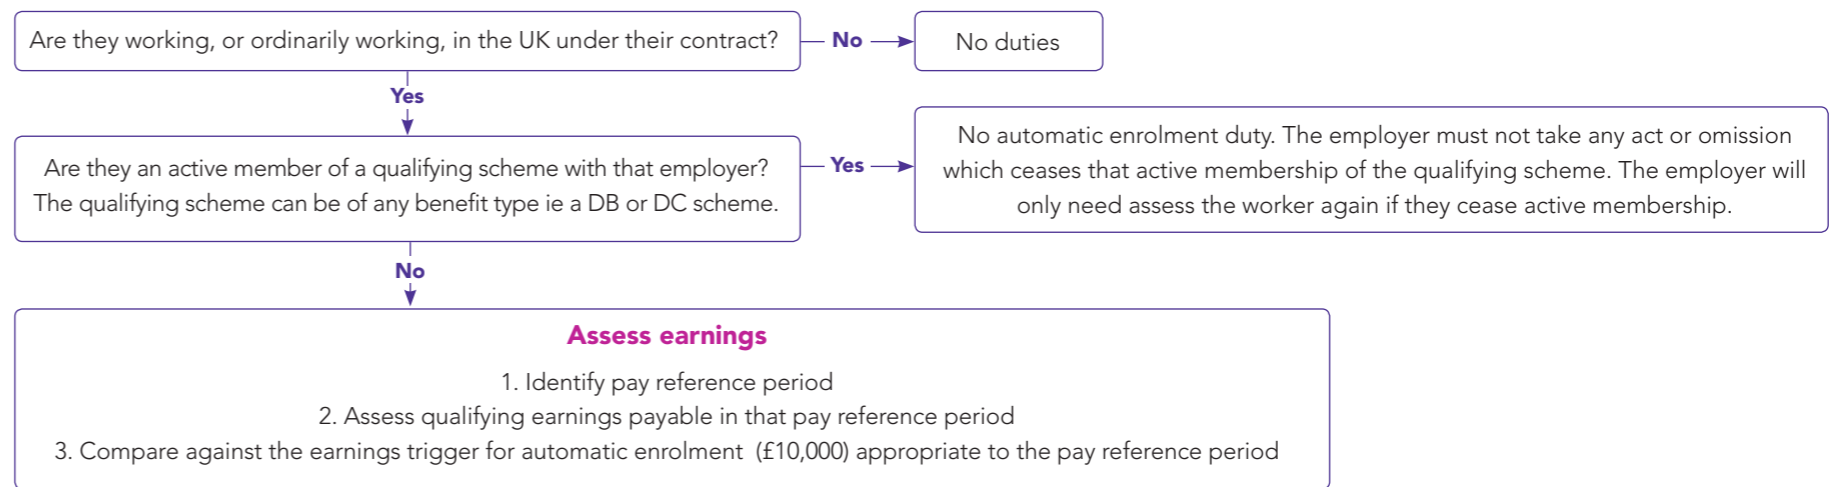 Are they working, or ordinarily working, in the UK under their contract?
No
No duties
Yes
Are they an active member of a qualifying scheme with that employer?
The qualifying scheme can be of any benefit type ie a DB or DC scheme.
Yes
No automatic enrolment duty. The employer must not take any act or omission
which ceases that active membership of the qualifying scheme. The employer will
only need assess the worker again if they cease active membership.
No
Assess earnings
1. Identify pay reference period
2. Assess qualifying earnings payable in that pay reference period
3. Compare against the earnings trigger for automatic enrolment (£10,000) appropriate to the pay reference period